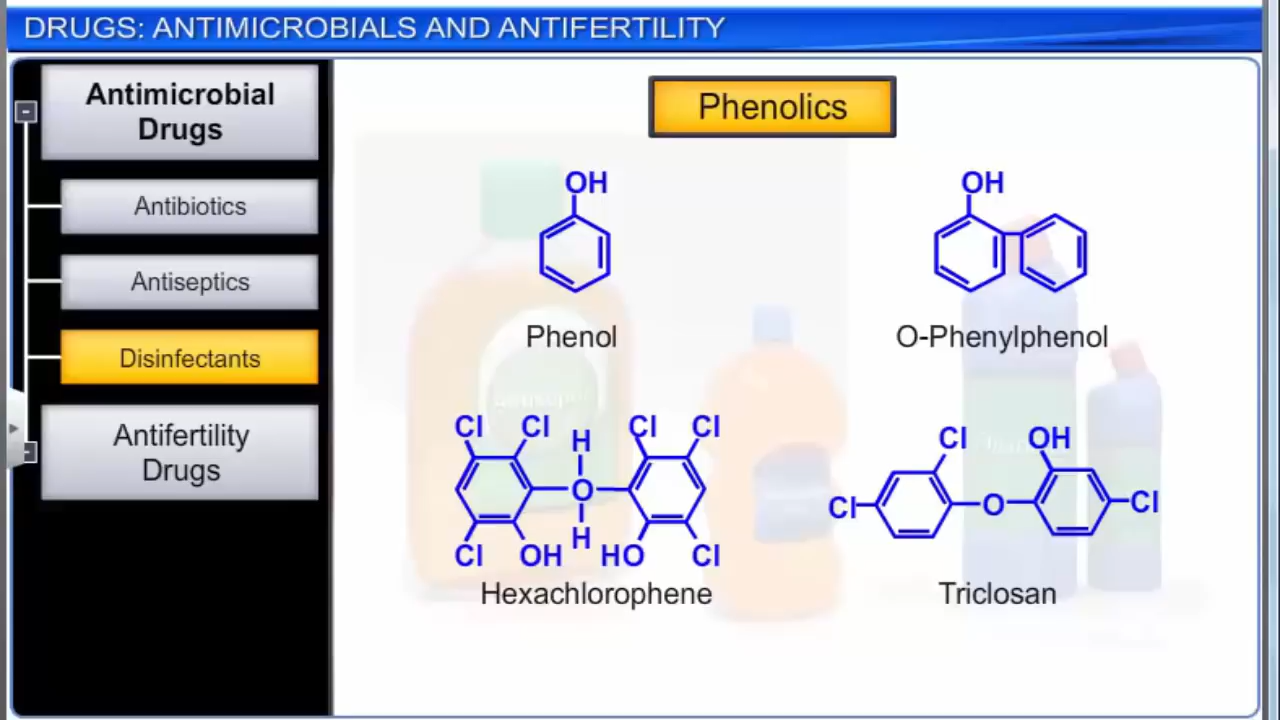 DRUGS: ANTIMICROBIALS AND ANTIFERTILITY
Antimicrobial
Drugs
Antibiotics
Antiseptics
Disinfectants
Antifertility
Drugs
Phenolics
OH
Phenol
OH
O-Phenylphenol
Cl Cl H Cl Cl
O
H
Cl OH HO Cl
Hexachlorophene
Cl OH
Cl O Cl
Triclosan